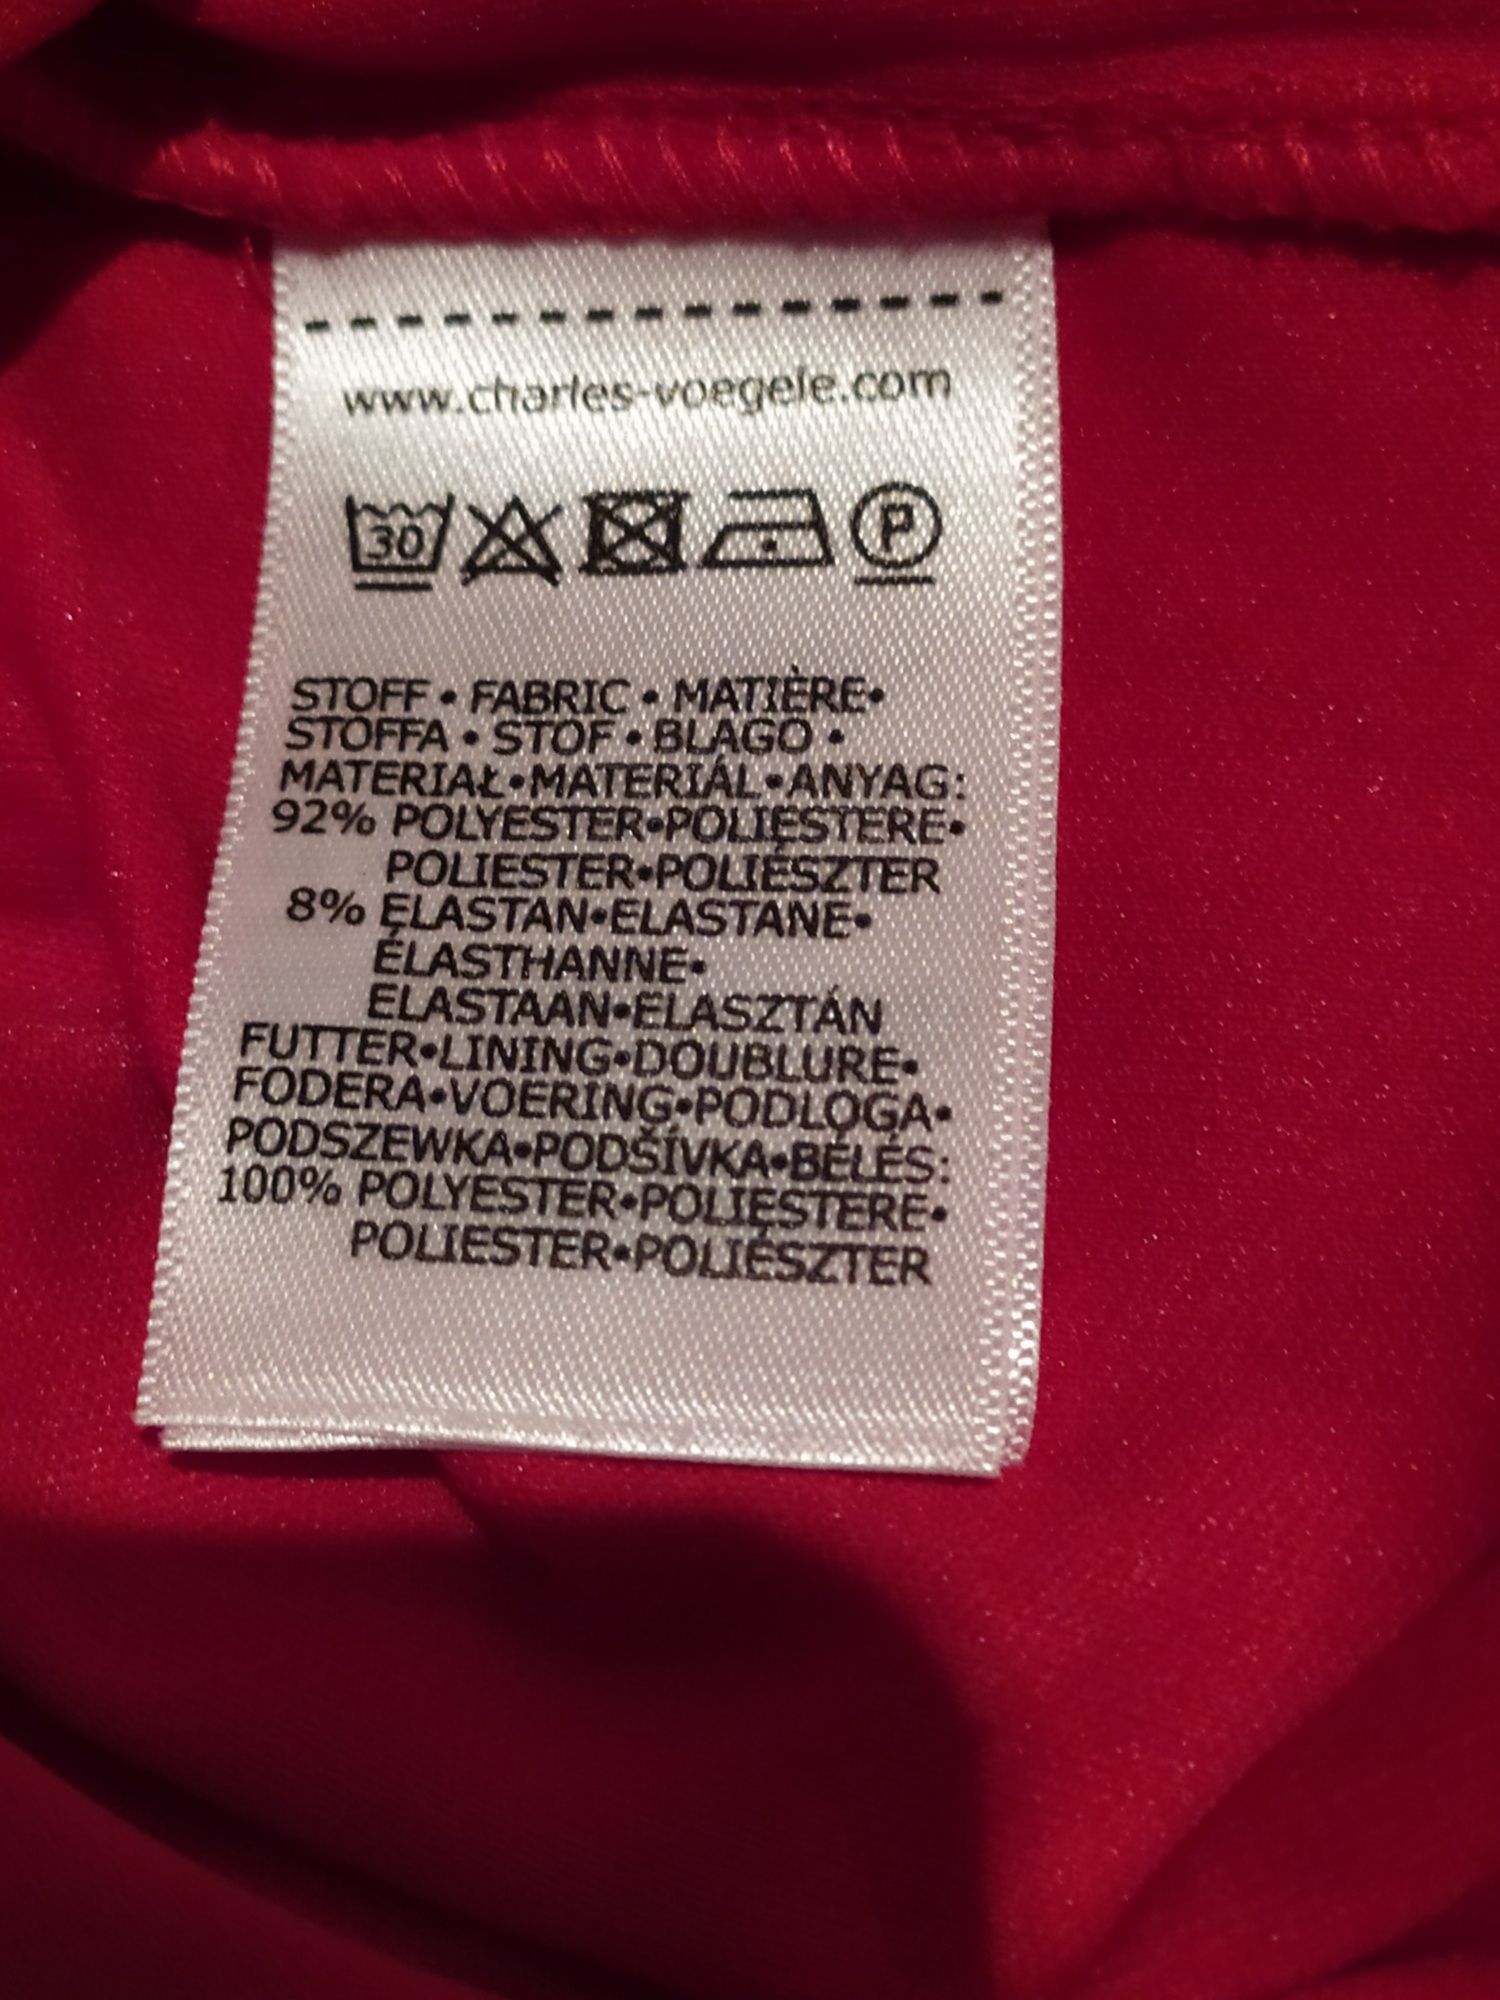 www.charles-voegele.com
30 P
STOFF • FABRIC • MATIÈRE•
STOFFA • STOF • BLAGO •
MATERIAŁ•MATERIÁL•ANYAG:
92% POLYESTER•POLIESTERE•
POLIESTER•POLIÉSZTER
8% ELASTAN•ELASTANE•
ÉLASTHANNE•
ELASTAAN•ELASZTÁN
FUTTER•LINING•DOUBLURE•
FODERA•VOERING•PODLOGA•
PODSZEWKA•PODŠÍVKA•BÉLÉS:
100% POLYESTER•POLIESTERE•
POLIESTER•POLIÉSZTER